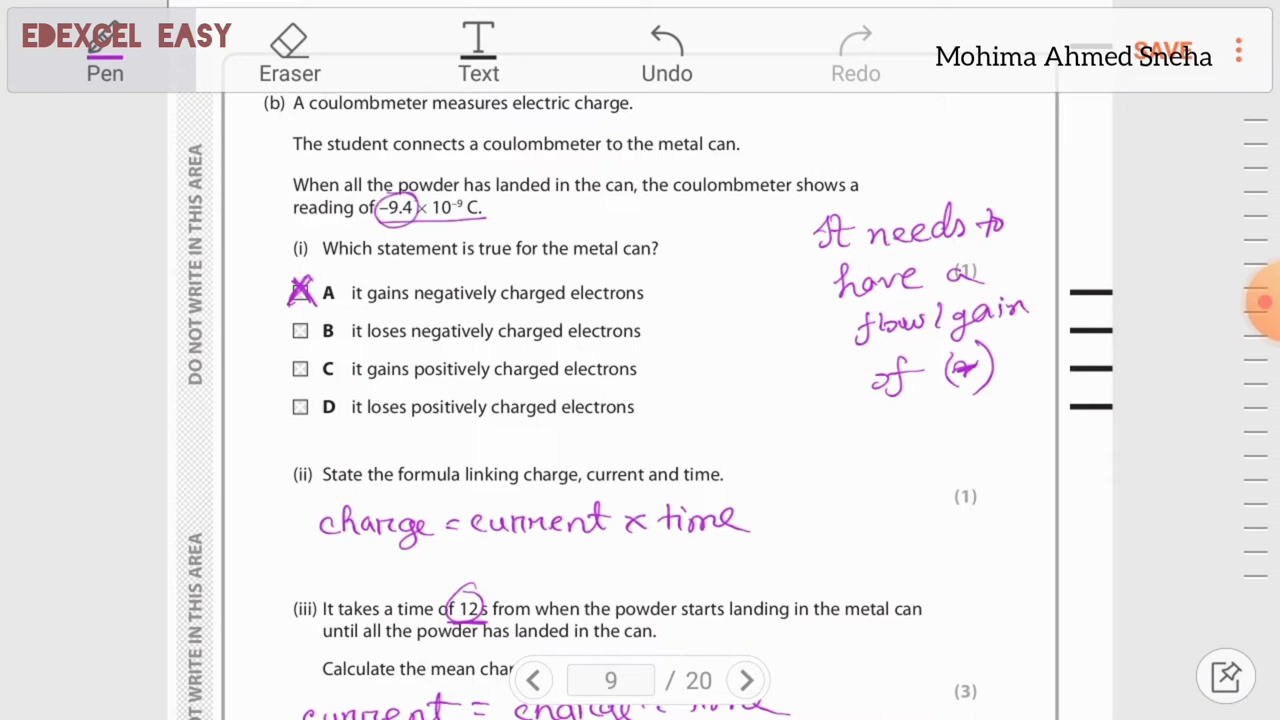 EDEXCEL EASY
Pen
Eraser
Text
Undo
Redo
SAVE
Mohima Ahmed Sneha
(b) A coulombmeter measures electric charge.
The student connects a coulombmeter to the metal can.
When all the powder has landed in the can, the coulombmeter shows a
reading of −9.4 × 10⁻⁹ C.
(i) Which statement is true for the metal can?
(1)
A it gains negatively charged electrons
B it loses negatively charged electrons
C it gains positively charged electrons
D it loses positively charged electrons
It needs to
have a
flow/gain
of
(ii) State the formula linking charge, current and time.
(1)
charge = current × time
(iii) It takes a time of 12s from when the powder starts landing in the metal can
until all the powder has landed in the can.
Calculate the mean
(3)
current = charge
9 / 20
DO NOT WRITE IN THIS AREA
NOT WRITE IN THIS AREA